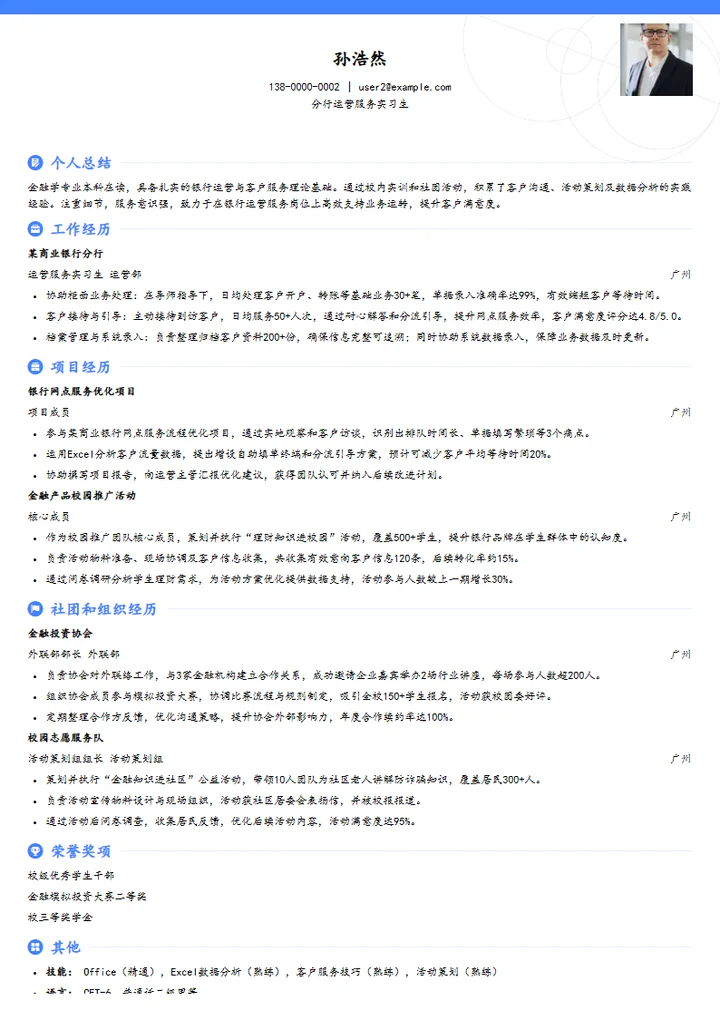 孙浩然
138-0000-0002 | user2@example.com
分行运营服务实习生
个人总结
金融学专业本科在读，具备扎实的银行运营与客户服务理论基础。通过校内实训和社团活动，积累了客户沟通、活动策划及数据分析的实践
经验。注重细节，服务意识强，致力于在银行运营服务岗位上高效支持业务运转，提升客户满意度。
工作经历
某商业银行分行
运营服务实习生 运营部 广州
• 协助柜面业务处理：在导师指导下，日均处理客户开户、转账等基础业务30+笔，单据录入准确率达99%，有效缩短客户等待时间。
• 客户接待与引导：主动接待到访客户，日均服务50+人次，通过耐心解答和分流引导，提升网点服务效率，客户满意度评分达4.8/5.0。
• 档案管理与系统录入：负责整理归档客户资料200+份，确保信息完整可追溯；同时协助系统数据录入，保障业务数据及时更新。
项目经历
银行网点服务优化项目
项目成员 广州
• 参与某商业银行网点服务流程优化项目，通过实地观察和客户访谈，识别出排队时间长、单据填写繁琐等3个痛点。
• 运用Excel分析客户流量数据，提出增设自助填单终端和分流引导方案，预计可减少客户平均等待时间20%。
• 协助撰写项目报告，向运营主管汇报优化建议，获得团队认可并纳入后续改进计划。
金融产品校园推广活动
核心成员 广州
• 作为校园推广团队核心成员，策划并执行“理财知识进校园”活动，覆盖500+学生，提升银行品牌在学生群体中的认知度。
• 负责活动物料准备、现场协调及客户信息收集，共收集有效意向客户信息120条，后续转化率约15%。
• 通过问卷调研分析学生理财需求，为活动方案优化提供数据支持，活动参与人数较上一期增长30%。
社团和组织经历
金融投资协会
外联部部长 外联部 广州
• 负责协会对外联络工作，与3家金融机构建立合作关系，成功邀请企业嘉宾举办2场行业讲座，每场参与人数超200人。
• 组织协会成员参与模拟投资大赛，协调比赛流程与规则制定，吸引全校150+学生报名，活动获校团委好评。
• 定期整理合作方反馈，优化沟通策略，提升协会外部影响力，年度合作续约率达100%。
校园志愿服务队
活动策划组组长 活动策划组 广州
• 策划并执行“金融知识进社区”公益活动，带领10人团队为社区老人讲解防诈骗知识，覆盖居民300+人。
• 负责活动宣传物料设计与现场组织，活动获社区居委会表扬信，并被校报报道。
• 通过活动后问卷调查，收集居民反馈，优化后续活动内容，活动满意度达95%。
荣誉奖项
校级优秀学生干部
金融模拟投资大赛二等奖
校三等奖学金
其他
• 技能： Office（精通），Excel数据分析（熟练），客户服务技巧（熟练），活动策划（熟练）
• 语言： CET-6，普通话二级甲等